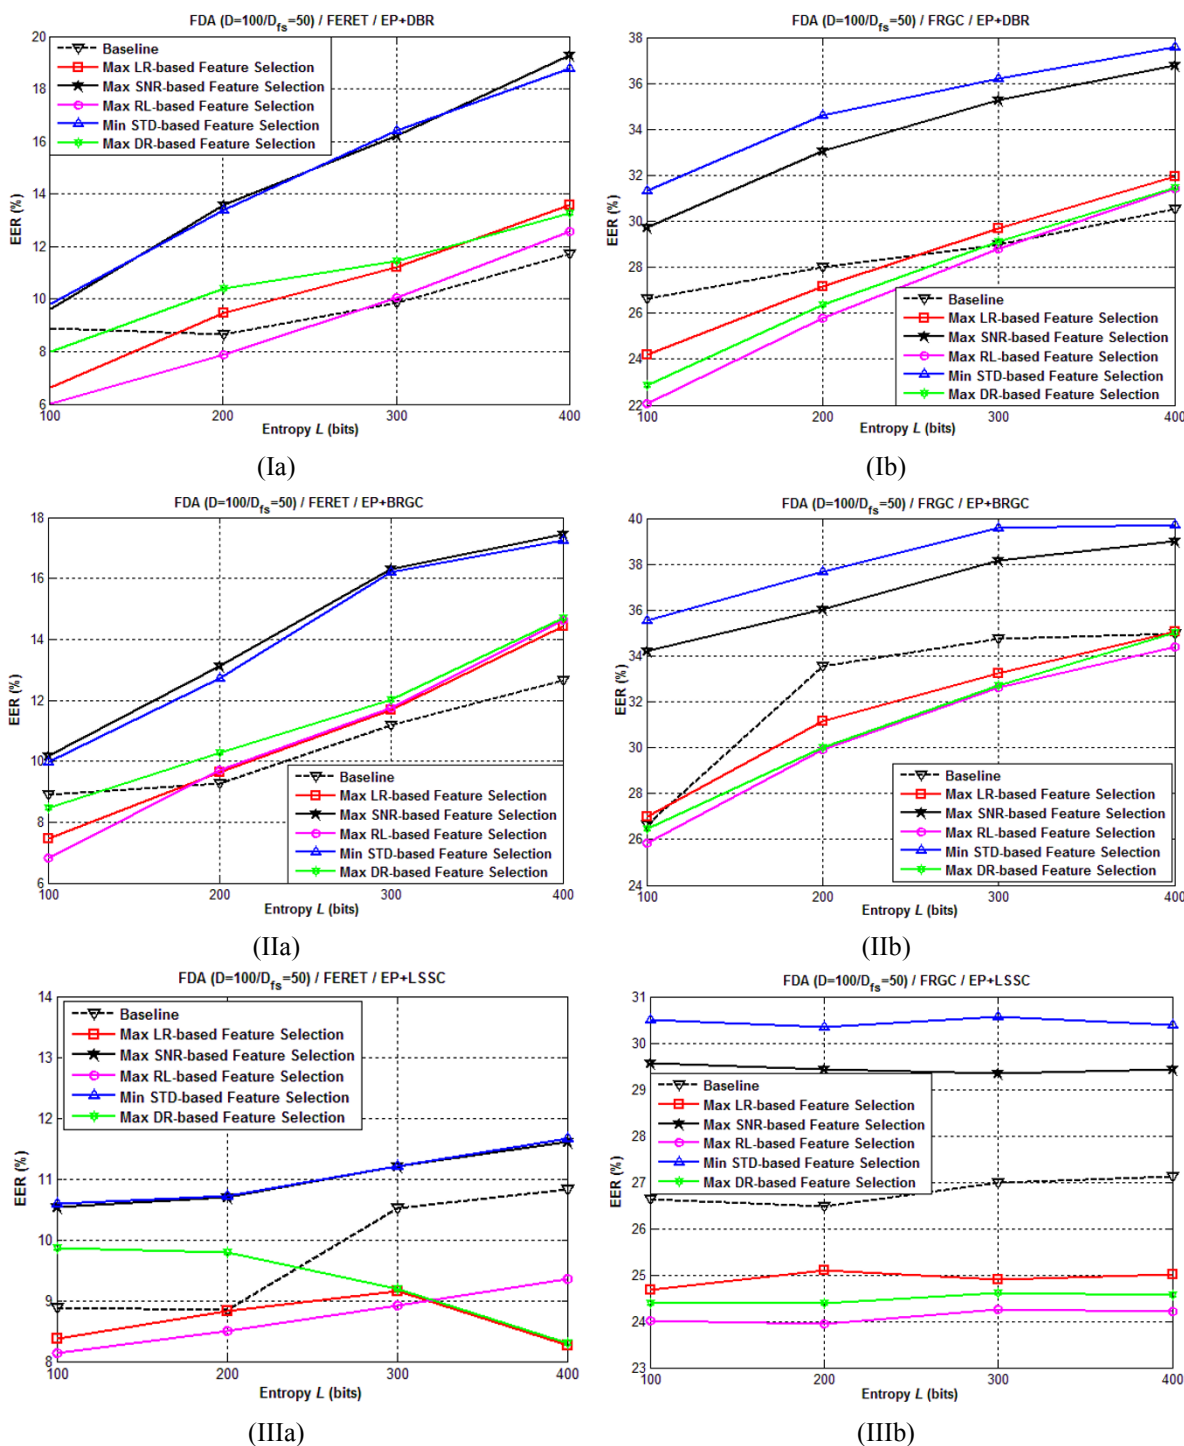 FDA (D=100/Dfs=50) / FERET / EP+DBR
20
18
16
14
12
10
8
6
EER (%)
Baseline
Max LR-based Feature Selection
Max SNR-based Feature Selection
Max RL-based Feature Selection
Min STD-based Feature Selection
Max DR-based Feature Selection
100 200 300 400
Entropy L (bits)
(Ia)
FDA (D=100/Dfs=50) / FRGC / EP+DBR
38
36
34
32
30
28
26
24
22
EER (%)
Baseline
Max LR-based Feature Selection
Max SNR-based Feature Selection
Max RL-based Feature Selection
Min STD-based Feature Selection
Max DR-based Feature Selection
100 200 300 400
Entropy L (bits)
(Ib)
FDA (D=100/Dfs=50) / FERET / EP+BRGC
18
16
14
12
10
8
6
EER (%)
Baseline
Max LR-based Feature Selection
Max SNR-based Feature Selection
Max RL-based Feature Selection
Min STD-based Feature Selection
Max DR-based Feature Selection
100 200 300 400
Entropy L (bits)
(IIa)
FDA (D=100/Dfs=50) / FRGC / EP+BRGC
40
38
36
34
32
30
28
26
24
EER (%)
Baseline
Max LR-based Feature Selection
Max SNR-based Feature Selection
Max RL-based Feature Selection
Min STD-based Feature Selection
Max DR-based Feature Selection
100 200 300 400
Entropy L (bits)
(IIb)
FDA (D=100/Dfs=50) / FERET / EP+LSSC
14
13
12
11
10
9
8
EER (%)
Baseline
Max LR-based Feature Selection
Max SNR-based Feature Selection
Max RL-based Feature Selection
Min STD-based Feature Selection
Max DR-based Feature Selection
100 200 300 400
Entropy L (bits)
(IIIa)
FDA (D=100/Dfs=50) / FRGC / EP+LSSC
31
30
29
28
27
26
25
24
23
EER (%)
Baseline
Max LR-based Feature Selection
Max SNR-based Feature Selection
Max RL-based Feature Selection
Min STD-based Feature Selection
Max DR-based Feature Selection
100 200 300 400
Entropy L (bits)
(IIIb)